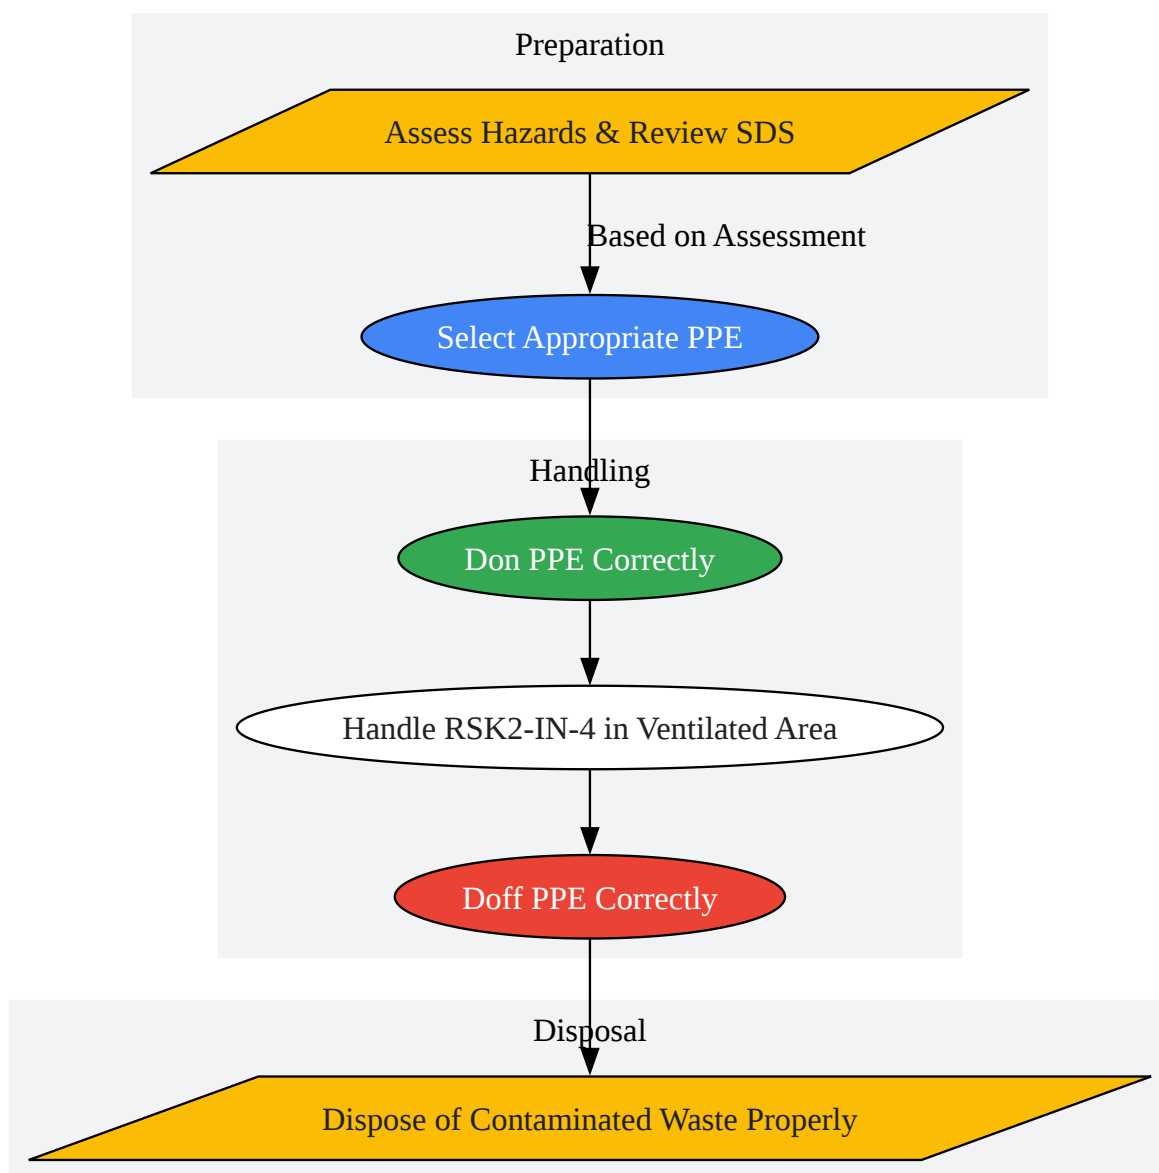 Preparation
Assess Hazards & Review SDS
Based on Assessment
Select Appropriate PPE
Handling
Don PPE Correctly
Handle RSK2-IN-4 in Ventilated Area
Doff PPE Correctly
Disposal
Dispose of Contaminated Waste Properly